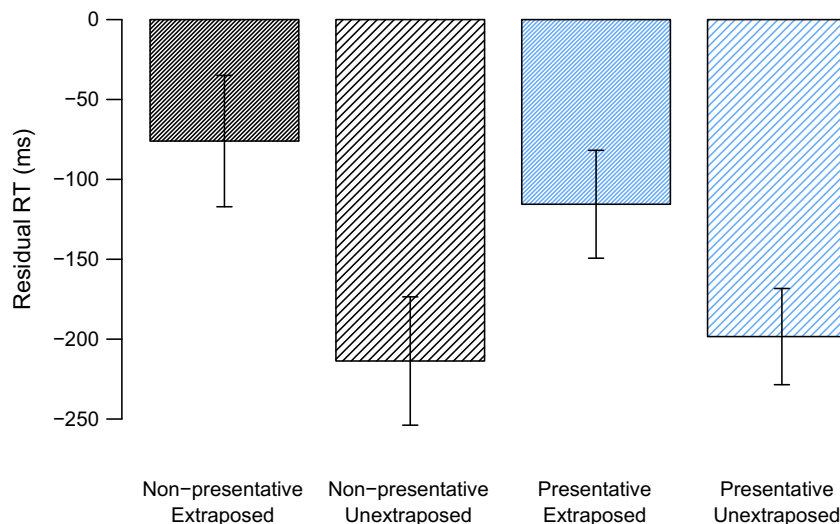 0
−50
−100
−150
−200
−250
Residual RT (ms)
Non−presentative
Extraposed
Non−presentative
Unextraposed
Presentative
Extraposed
Presentative
Unextraposed